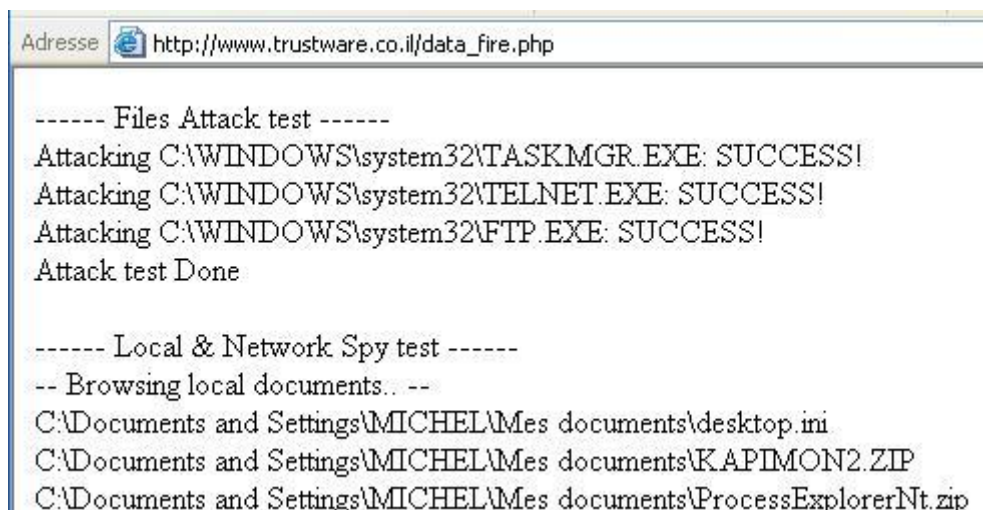 Adresse http://www.trustware.co.il/data_fire.php
------ Files Attack test ------
Attacking C:\WINDOWS\system32\TASKMGR.EXE: SUCCESS!
Attacking C:\WINDOWS\system32\TELNET.EXE: SUCCESS!
Attacking C:\WINDOWS\system32\FTP.EXE: SUCCESS!
Attack test Done
------ Local & Network Spy test ------
-- Browsing local documents.. --
C:\Documents and Settings\MICHEL\Mes documents\desktop.ini
C:\Documents and Settings\MICHEL\Mes documents\KAPIMON2.ZIP
C:\Documents and Settings\MICHEL\Mes documents\ProcessExplorerNt.zip